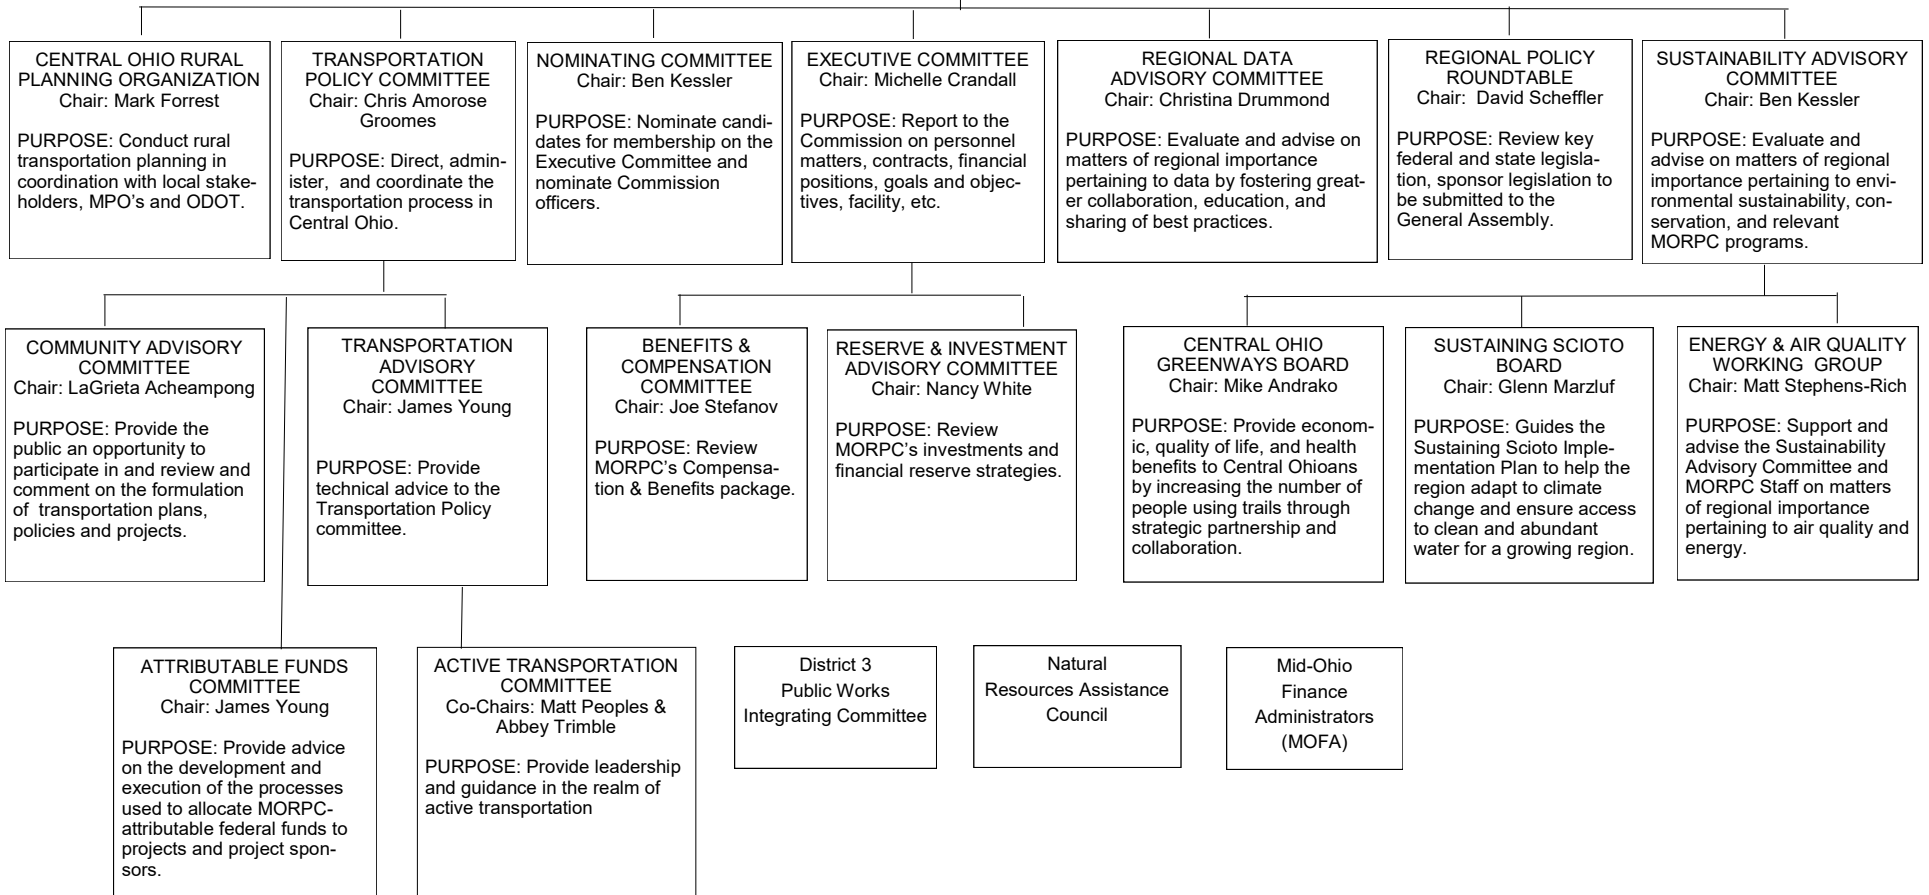 CENTRAL OHIO RURAL
PLANNING ORGANIZATION
Chair: Mark Forrest
PURPOSE: Conduct rural
transportation planning in
coordination with local stake-
holders, MPO’s and ODOT.
TRANSPORTATION
POLICY COMMITTEE
Chair: Chris Amorose
Groomes
PURPOSE: Direct, admin-
ister,  and coordinate the
transportation process in
Central Ohio.
NOMINATING COMMITTEE
Chair: Ben Kessler
PURPOSE: Nominate candi-
dates for membership on the
Executive Committee and
nominate Commission
officers.
EXECUTIVE COMMITTEE
Chair: Michelle Crandall
PURPOSE: Report to the
Commission on personnel
matters, contracts, financial
positions, goals and objec-
tives, facility, etc.
REGIONAL DATA
ADVISORY COMMITTEE
Chair: Christina Drummond
PURPOSE: Evaluate and advise on
matters of regional importance
pertaining to data by fostering great-
er collaboration, education, and
sharing of best practices.
REGIONAL POLICY
ROUNDTABLE
Chair:  David Scheffler
PURPOSE: Review key
federal and state legisla-
tion, sponsor legislation to
be submitted to the
General Assembly.
SUSTAINABILITY ADVISORY
COMMITTEE
Chair: Ben Kessler
PURPOSE: Evaluate and
advise on matters of regional
importance pertaining to envi-
ronmental sustainability, con-
servation, and relevant
MORPC programs.
COMMUNITY ADVISORY
COMMITTEE
Chair: LaGrieta Acheampong
PURPOSE: Provide the
public an opportunity to
participate in and review and
comment on the formulation
of  transportation plans,
policies and projects.
TRANSPORTATION
ADVISORY
COMMITTEE
Chair: James Young
PURPOSE: Provide
technical advice to the
Transportation Policy
committee.
BENEFITS &
COMPENSATION
COMMITTEE
Chair: Joe Stefanov
PURPOSE: Review
MORPC’s Compensa-
tion & Benefits package.
RESERVE & INVESTMENT
ADVISORY COMMITTEE
Chair: Nancy White
PURPOSE: Review
MORPC’s investments and
financial reserve strategies.
CENTRAL OHIO
GREENWAYS BOARD
Chair: Mike Andrako
PURPOSE: Provide econom-
ic, quality of life, and health
benefits to Central Ohioans
by increasing the number of
people using trails through
strategic partnership and
collaboration.
SUSTAINING SCIOTO
BOARD
Chair: Glenn Marzluf
PURPOSE: Guides the
Sustaining Scioto Imple-
mentation Plan to help the
region adapt to climate
change and ensure access
to clean and abundant
water for a growing region.
ENERGY & AIR QUALITY
WORKING  GROUP
Chair: Matt Stephens-Rich
PURPOSE: Support and
advise the Sustainability
Advisory Committee and
MORPC Staff on matters
of regional importance
pertaining to air quality and
energy.
ATTRIBUTABLE FUNDS
COMMITTEE
Chair: James Young
PURPOSE: Provide advice
on the development and
execution of the processes
used to allocate MORPC-
attributable federal funds to
projects and project spon-
sors.
ACTIVE TRANSPORTATION
COMMITTEE
Co-Chairs: Matt Peoples &
Abbey Trimble
PURPOSE: Provide leadership
and guidance in the realm of
active transportation
District 3
Public Works
Integrating Committee
Natural
Resources Assistance
Council
Mid-Ohio
Finance
Administrators
(MOFA)